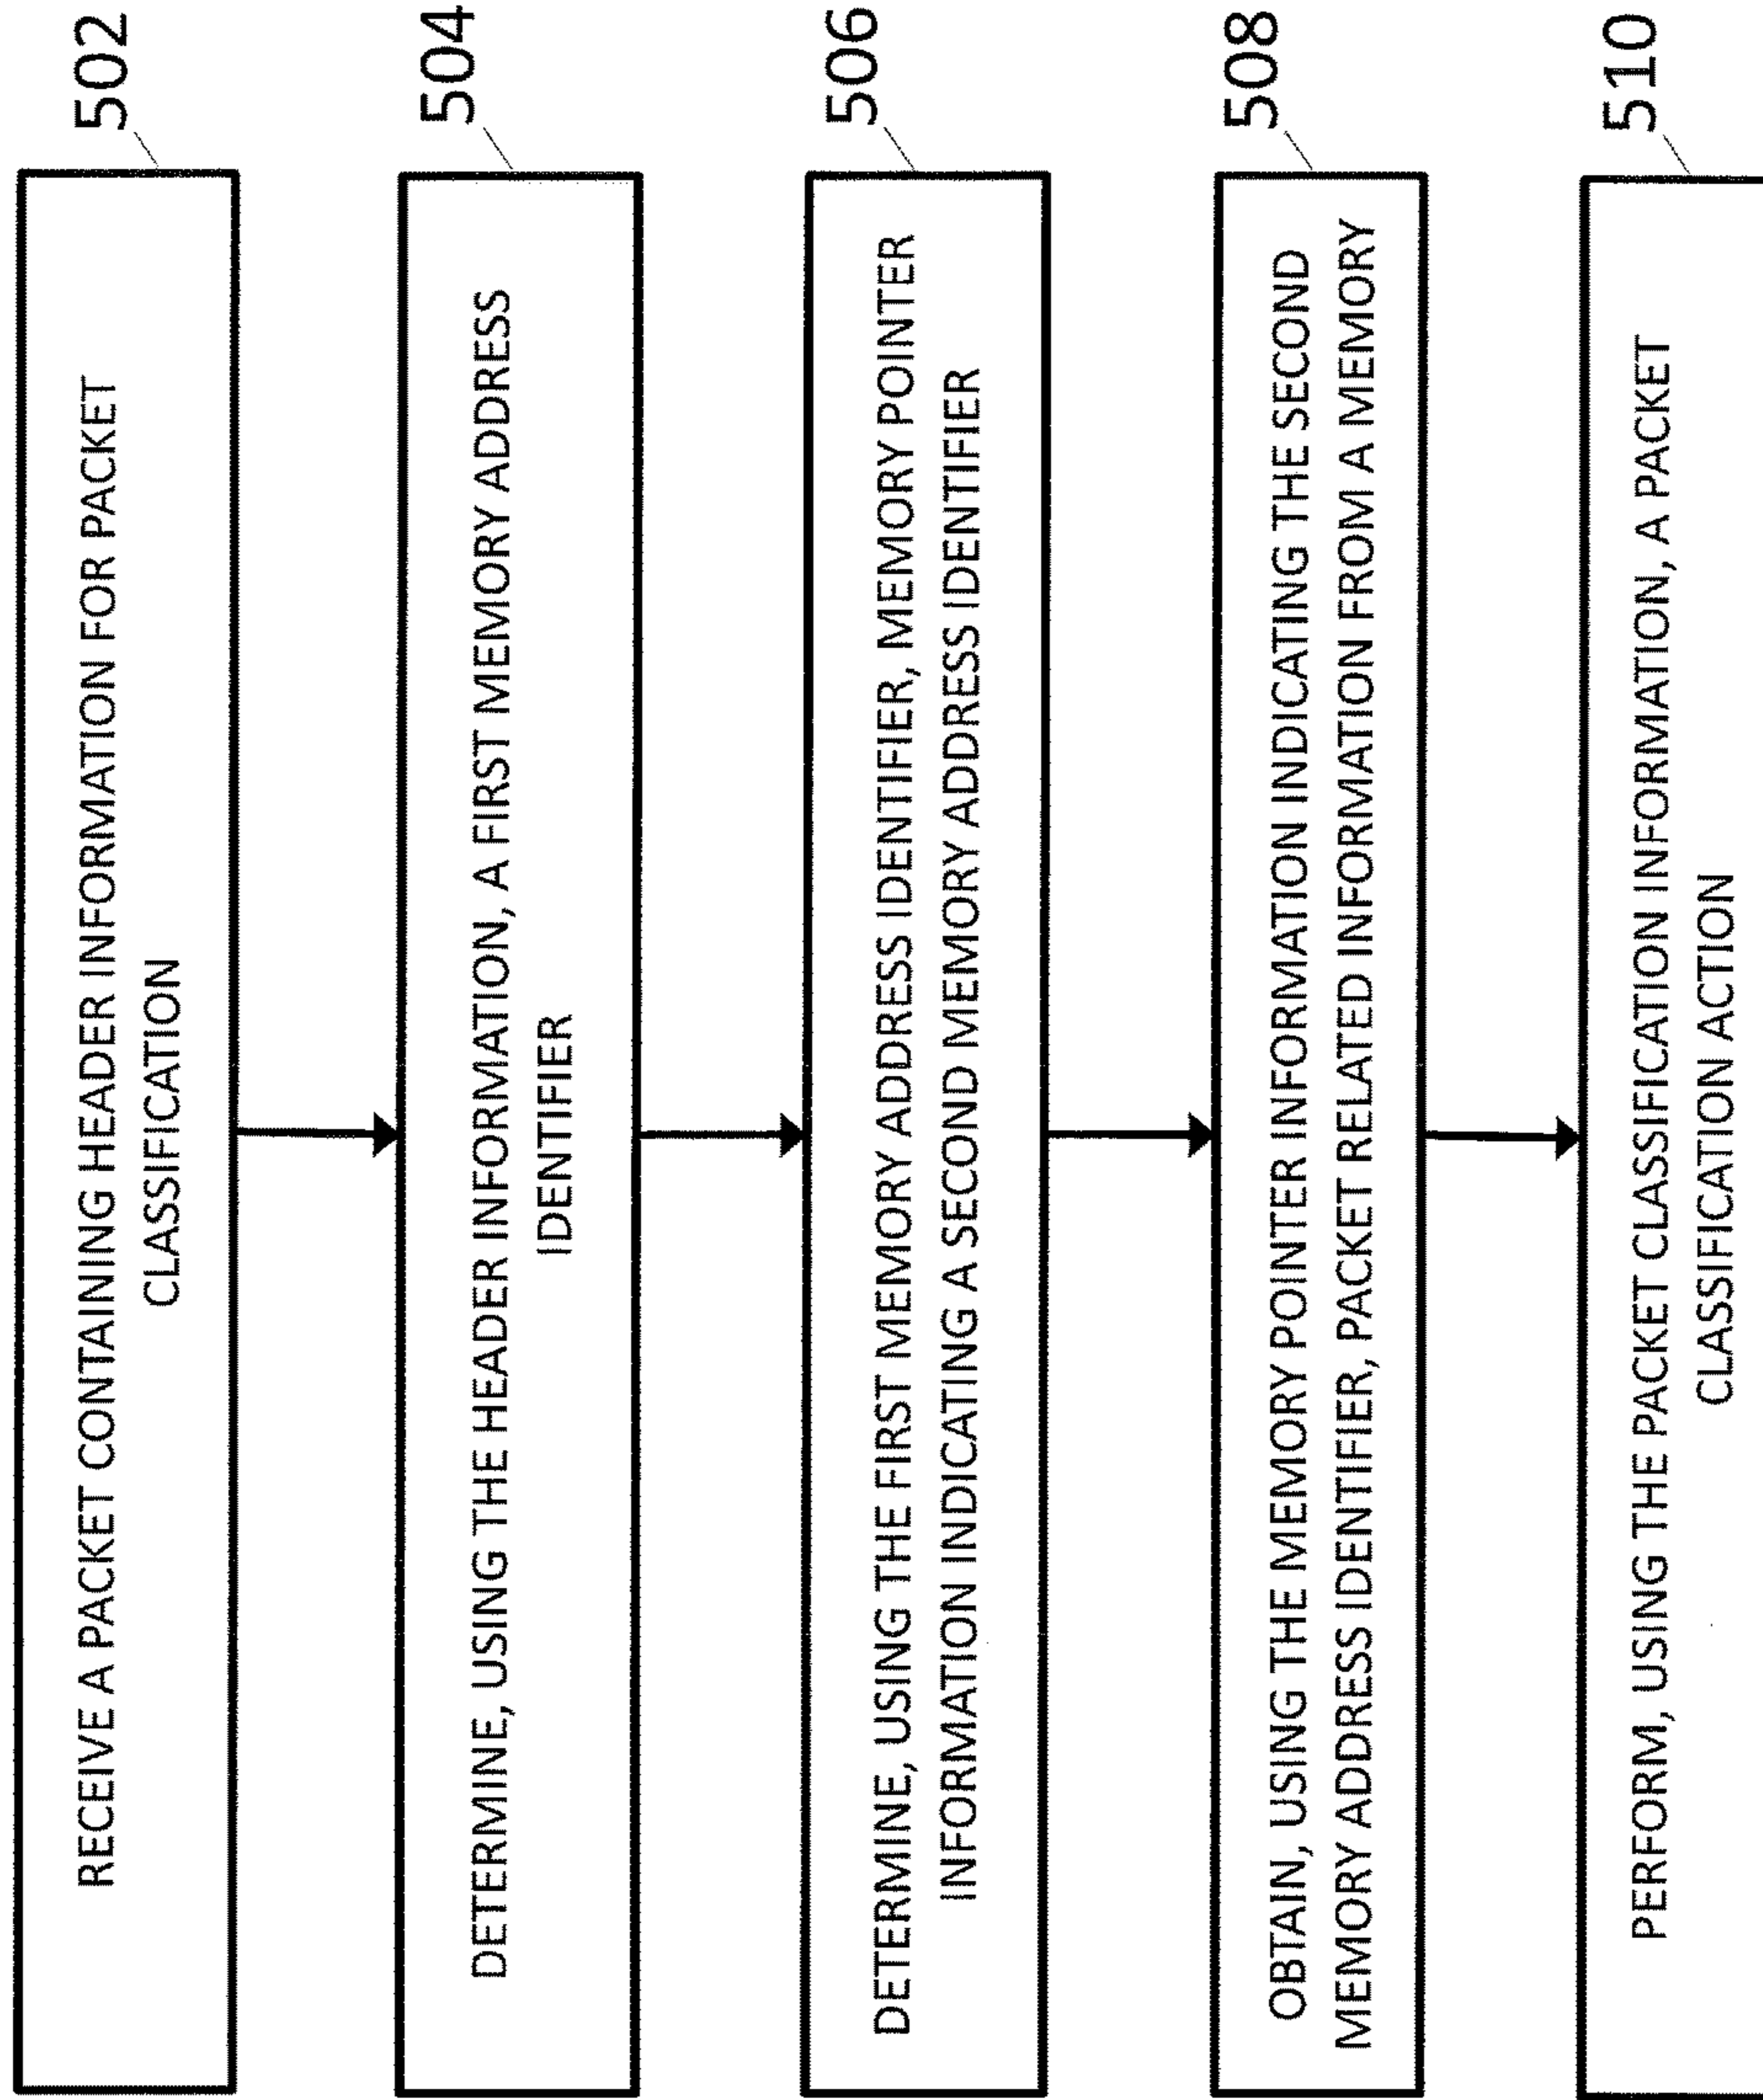 502
RECEIVE A PACKET CONTAINING HEADER INFORMATION FOR PACKET
CLASSIFICATION
504
DETERMINE, USING THE HEADER INFORMATION, A FIRST MEMORY ADDRESS
IDENTIFIER
506
DETERMINE, USING THE FIRST MEMORY ADDRESS IDENTIFIER, MEMORY POINTER
INFORMATION INDICATING A SECOND MEMORY ADDRESS IDENTIFIER
508
OBTAIN, USING THE MEMORY POINTER INFORMATION INDICATING THE SECOND
MEMORY ADDRESS IDENTIFIER, PACKET RELATED INFORMATION FROM A MEMORY
510
PERFORM, USING THE PACKET CLASSIFICATION INFORMATION, A PACKET
CLASSIFICATION ACTION